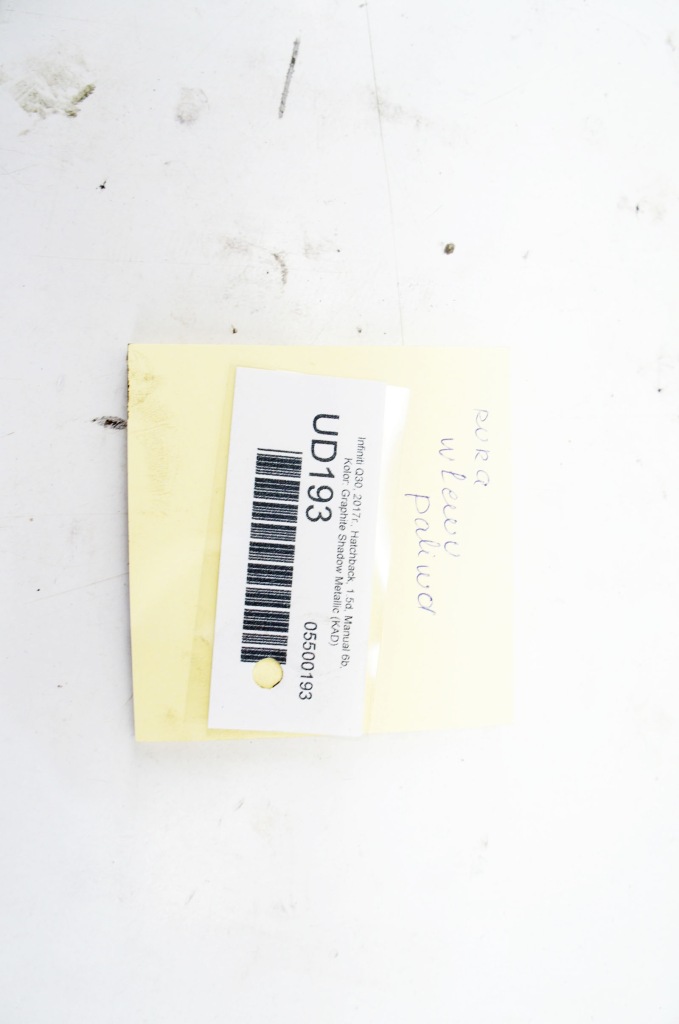 rura
wlewu
paliwa
Infiniti Q30, 2017r., Hatchback, 1.5d, Manual 6b,
Kolor: Graphite Shadow Metallic (KAD)
UD193
05500193